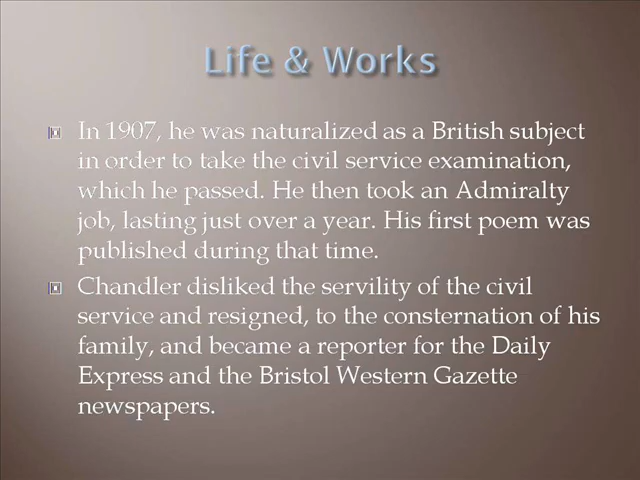 Life & Works
In 1907, he was naturalized as a British subject
in order to take the civil service examination,
which he passed. He then took an Admiralty
job, lasting just over a year. His first poem was
published during that time.
Chandler disliked the servility of the civil
service and resigned, to the consternation of his
family, and became a reporter for the Daily
Express and the Bristol Western Gazette
newspapers.